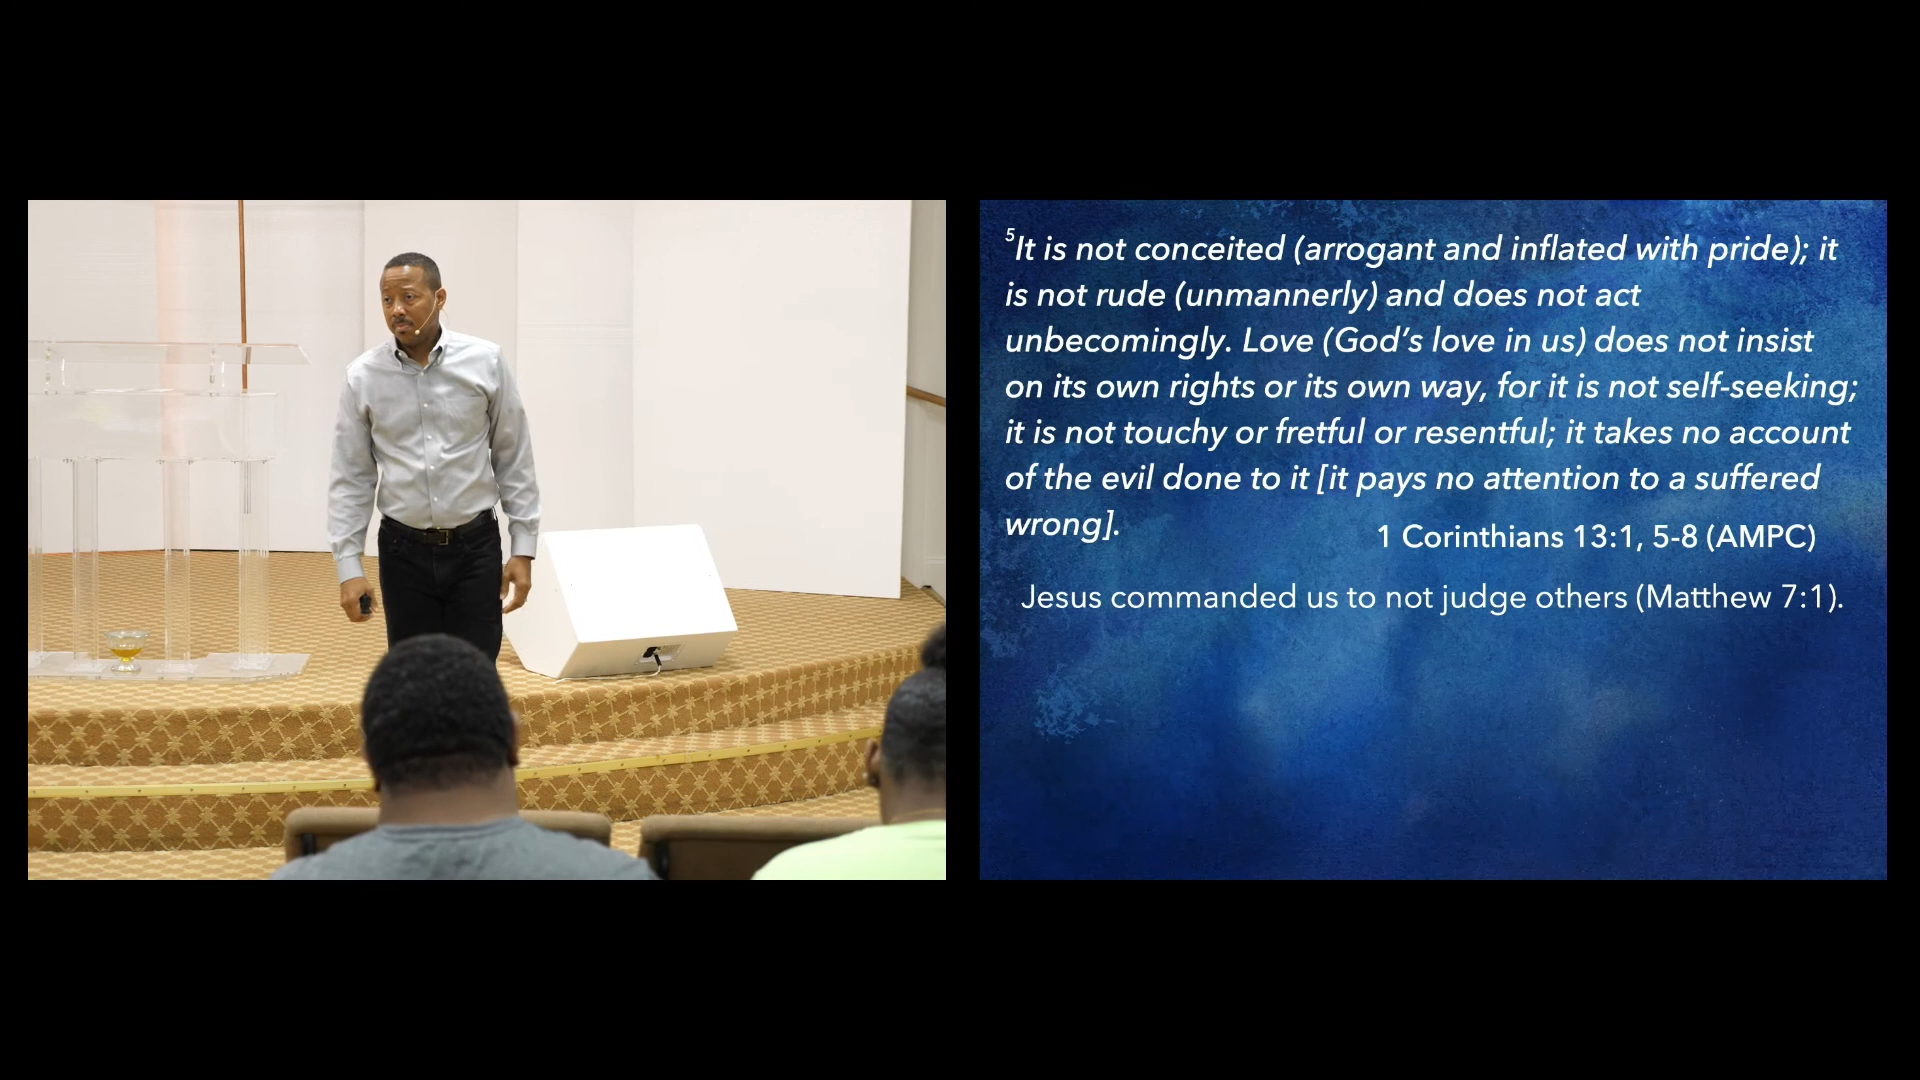 ⁵It is not conceited (arrogant and inflated with pride); it
is not rude (unmannerly) and does not act
unbecomingly. Love (God’s love in us) does not insist
on its own rights or its own way, for it is not self-seeking;
it is not touchy or fretful or resentful; it takes no account
of the evil done to it [it pays no attention to a suffered
wrong].
1 Corinthians 13:1, 5-8 (AMPC)
Jesus commanded us to not judge others (Matthew 7:1).